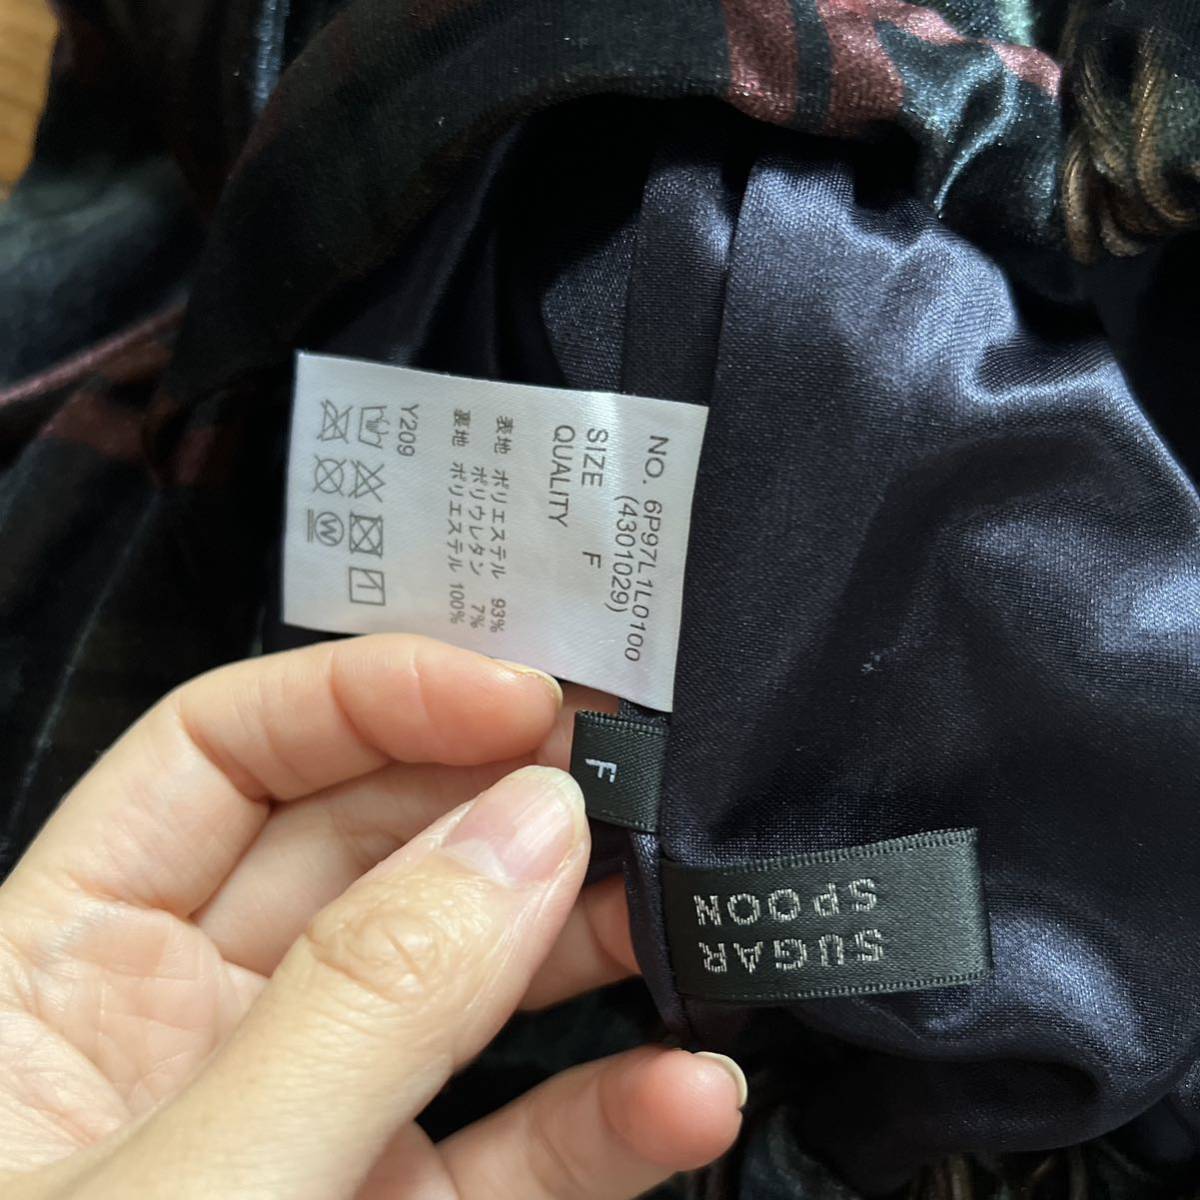 NO. 6P97L1L0100
(4301029)
SIZE F
QUALITY
表地 ポリエステル 93%
ポリウレタン 7%
裏地 ポリエステル 100%
Y209
W
F
SUGAR
SPOON